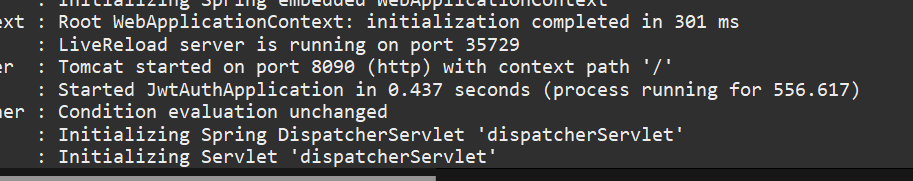 : Initializing Spring embedded WebApplicationContext
ext : Root WebApplicationContext: initialization completed in 301 ms
: LiveReload server is running on port 35729
er : Tomcat started on port 8090 (http) with context path '/'
: Started JwtAuthApplication in 0.437 seconds (process running for 556.617)
ner : Condition evaluation unchanged
: Initializing Spring DispatcherServlet 'dispatcherServlet'
: Initializing Servlet 'dispatcherServlet'